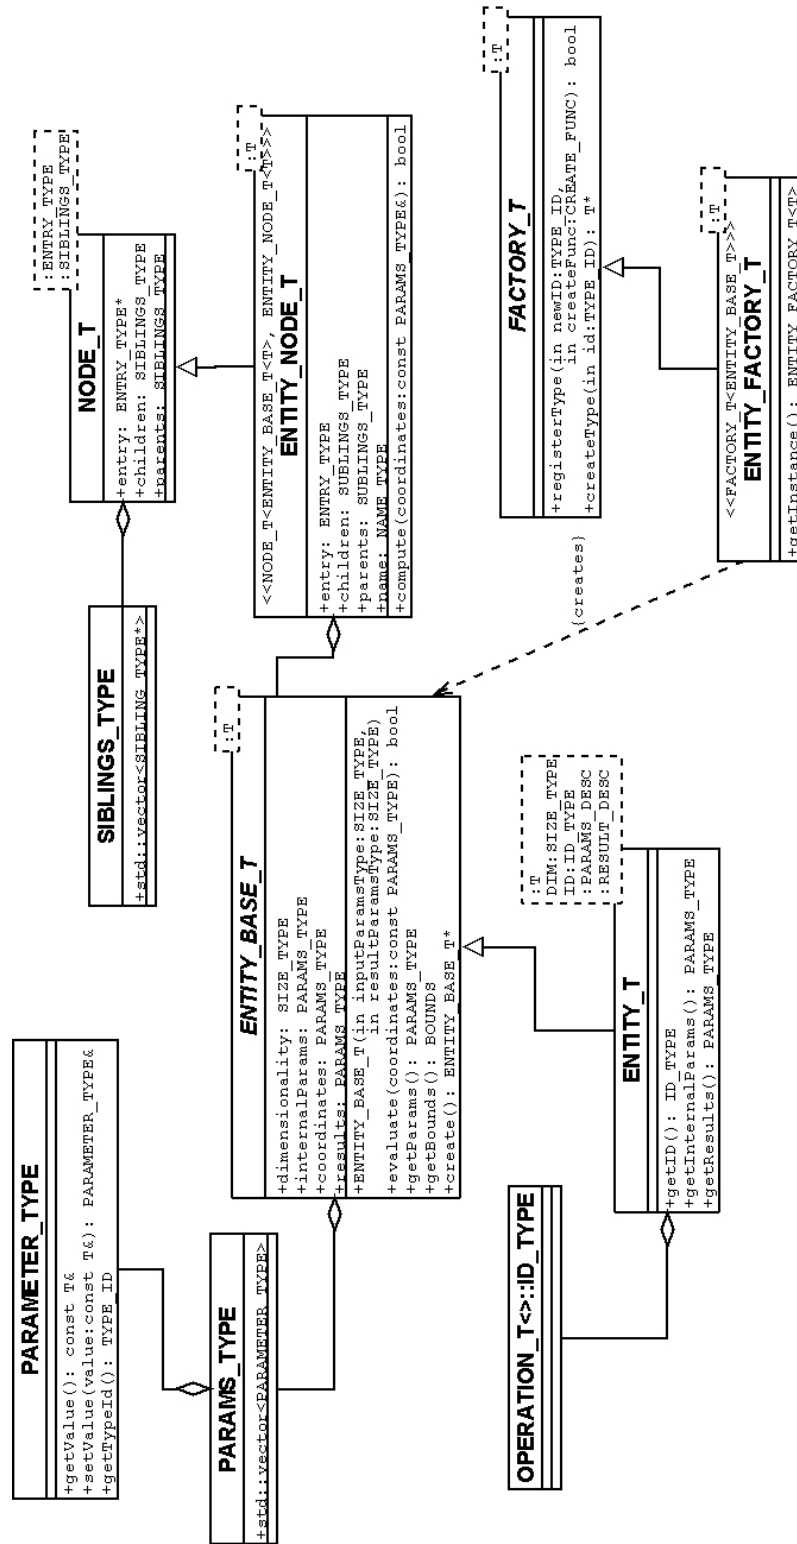 PARAMETER_TYPE
+getValue(): const T&
+setValue(value:const T&): PARAMETER_TYPE&
+getTypeId(): TYPE_ID
PARAMS_TYPE
+std::vector<PARAMETER_TYPE>
SIBLINGS_TYPE
+std::vector<SIBLING_TYPE*>
:ENTRY_TYPE
:SIBLINGS_TYPE
NODE_T
+entry: ENTRY_TYPE*
+children: SIBLINGS_TYPE
+parents: SIBLINGS_TYPE
:T
ENTITY_BASE_T
+dimensionality: SIZE_TYPE
+internalParams: PARAMS_TYPE
+coordinates: PARAMS_TYPE
+results: PARAMS_TYPE
+ENTITY_BASE_T(in inputParamsType:SIZE_TYPE,
in resultParamsType:SIZE_TYPE)
+evaluate(coordinates:const PARAMS_TYPE): bool
+getParams(): PARAMS_TYPE
+getBounds(): BOUNDS
+create(): ENTITY_BASE_T*
:T
<<NODE_T<ENTITY_BASE_T<T>, ENTITY_NODE_T<T>>>
ENTITY_NODE_T
+entry: ENTRY_TYPE
+children: SUBLINGS_TYPE
+parents: SUBLINGS_TYPE
+name: NAME_TYPE
+compute(coordinates:const PARAMS_TYPE&): bool
{creates}
:T
FACTORY_T
+registerType(in newID:TYPE_ID,
in createFunc:CREATE_FUNC): bool
+createType(in id:TYPE_ID): T*
OPERATION_T<>::ID_TYPE
:T
DIM:SIZE_TYPE
ID:ID_TYPE
:PARAMS_DESC
:RESULT_DESC
ENTITY_T
+getID(): ID_TYPE
+getInternalParams(): PARAMS_TYPE
+getResults(): PARAMS_TYPE
:T
<<FACTORY_T<ENTITY_BASE_T>>>
ENTITY_FACTORY_T
+getInstance(): ENTITY_FACTORY_T<T>